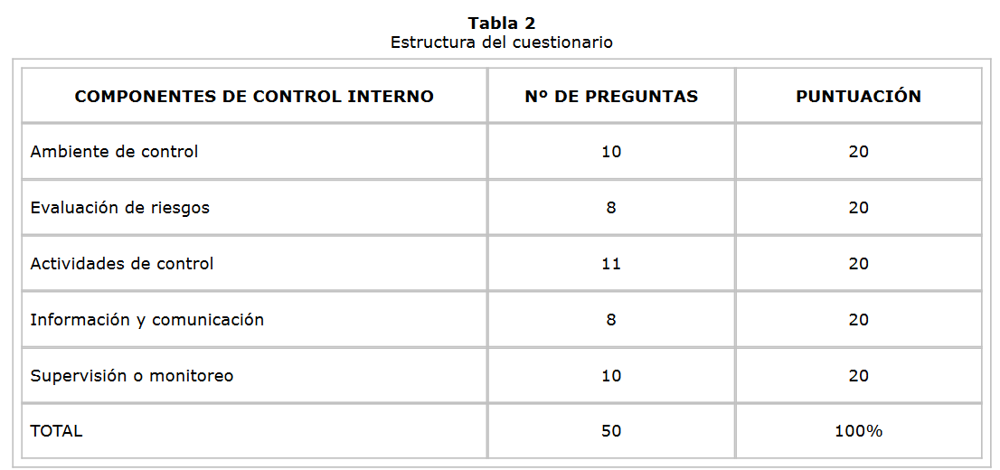 Tabla 2
Estructura del cuestionario
COMPONENTES DE CONTROL INTERNO Nº DE PREGUNTAS PUNTUACIÓN
Ambiente de control 10 20
Evaluación de riesgos 8 20
Actividades de control 11 20
Información y comunicación 8 20
Supervisión o monitoreo 10 20
TOTAL 50 100%